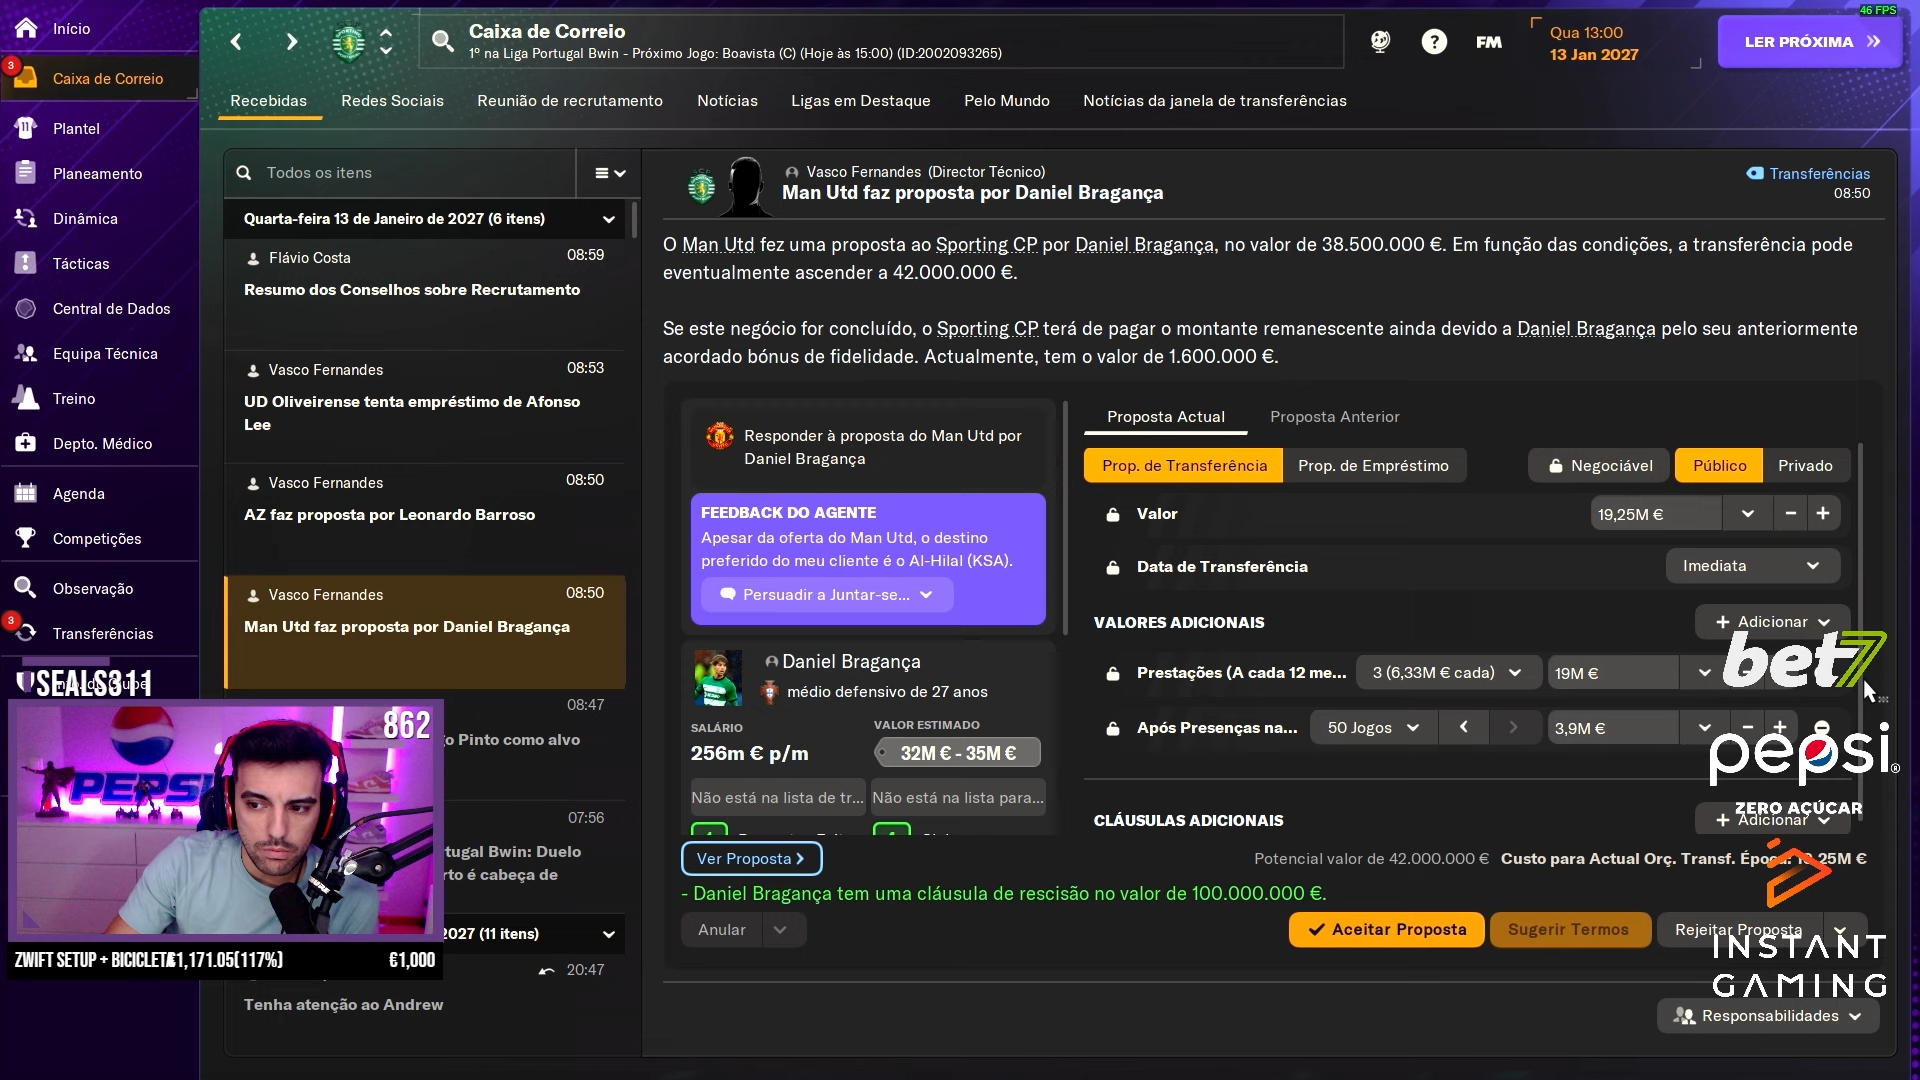 46 FPS
Início
3
Caixa de Correio
Plantel
Planeamento
Dinâmica
Tácticas
Central de Dados
Equipa Técnica
Treino
Depto. Médico
Agenda
Competições
Observação
3
Transferências
Caixa de Correio
1º na Liga Portugal Bwin - Próximo Jogo: Boavista (C) (Hoje às 15:00) (ID:2002093265)
FM
Qua 13:00
13 Jan 2027
LER PRÓXIMA
Recebidas
Redes Sociais
Reunião de recrutamento
Notícias
Ligas em Destaque
Pelo Mundo
Notícias da janela de transferências
Todos os itens
Quarta-feira 13 de Janeiro de 2027 (6 itens)
Flávio Costa 08:59
Resumo dos Conselhos sobre Recrutamento
Vasco Fernandes 08:53
UD Oliveirense tenta empréstimo de Afonso
Lee
Vasco Fernandes 08:50
AZ faz proposta por Leonardo Barroso
Vasco Fernandes 08:50
Man Utd faz proposta por Daniel Bragança
08:47
o Pinto como alvo
07:56
tugal Bwin: Duelo
rto é cabeça de
2027 (11 itens)
20:47
Tenha atenção ao Andrew
Vasco Fernandes (Director Técnico)
Man Utd faz proposta por Daniel Bragança
Transferências
08:50
O Man Utd fez uma proposta ao Sporting CP por Daniel Bragança, no valor de 38.500.000 €. Em função das condições, a transferência pode
eventualmente ascender a 42.000.000 €.
Se este negócio for concluído, o Sporting CP terá de pagar o montante remanescente ainda devido a Daniel Bragança pelo seu anteriormente
acordado bónus de fidelidade. Actualmente, tem o valor de 1.600.000 €.
Responder à proposta do Man Utd por
Daniel Bragança
FEEDBACK DO AGENTE
Apesar da oferta do Man Utd, o destino
preferido do meu cliente é o Al-Hilal (KSA).
Persuadir a Juntar-se...
Daniel Bragança
médio defensivo de 27 anos
SALÁRIO
256m € p/m
VALOR ESTIMADO
32M € - 35M €
Não está na lista de tr...
Não está na lista para...
Ver Proposta
Proposta Actual
Proposta Anterior
Prop. de Transferência
Prop. de Empréstimo
Negociável
Público
Privado
Valor
19,25M €
Data de Transferência
Imediata
VALORES ADICIONAIS
Adicionar
Prestações (A cada 12 me...
3 (6,33M € cada)
19M €
Após Presenças na...
50 Jogos
3,9M €
CLÁUSULAS ADICIONAIS
Adicionar
Potencial valor de 42.000.000 €
Custo para Actual Orç. Transf. Época: 19,25M €
- Daniel Bragança tem uma cláusula de rescisão no valor de 100.000.000 €.
Anular
Aceitar Proposta
Sugerir Termos
Rejeitar Proposta
Responsabilidades
bet7
pepsi
ZERO AÇÚCAR
INSTANT
GAMING
SEALS311
862
PEPSI
ZWIFT SETUP + BICICLETA
€1,171.05(117%)
€1,000